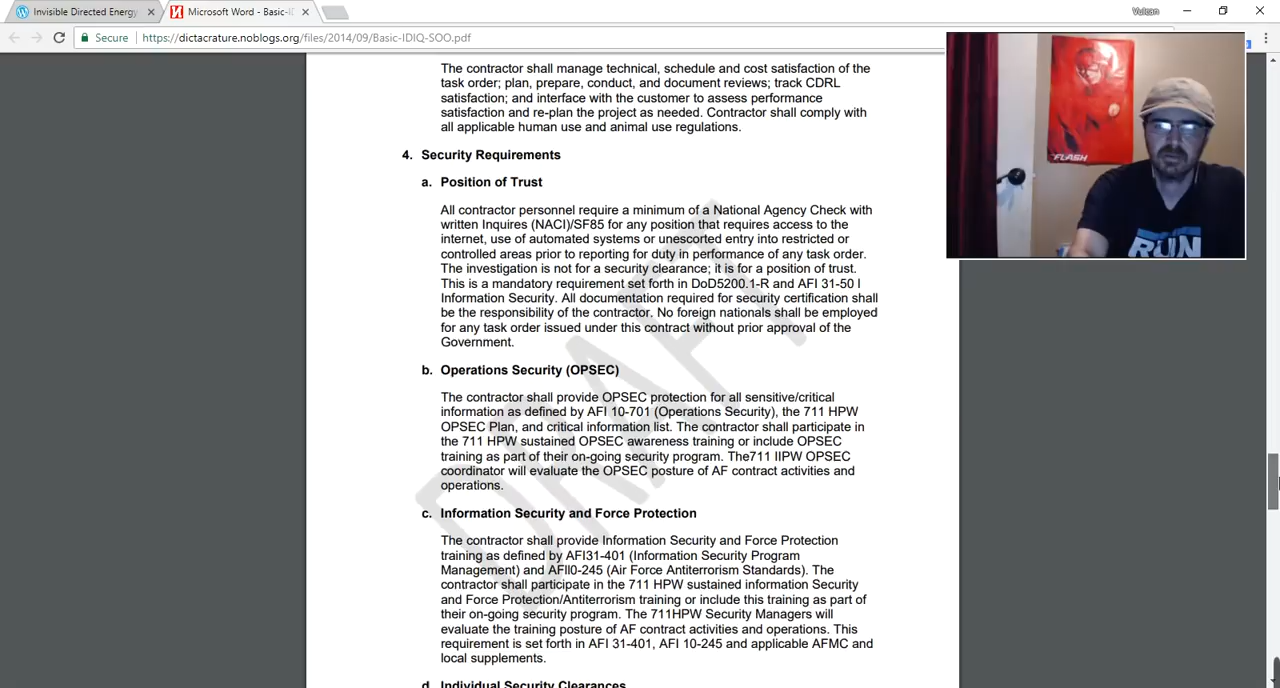 Invisible Directed Energy
Microsoft Word - Basic-I
Vulcan
Secure
https://dictacrature.noblogs.org/files/2014/09/Basic-IDIQ-SOO.pdf
FLASH
RUN
The contractor shall manage technical, schedule and cost satisfaction of the
task order; plan, prepare, conduct, and document reviews; track CDRL
satisfaction; and interface with the customer to assess performance
satisfaction and re-plan the project as needed. Contractor shall comply with
all applicable human use and animal use regulations.
4. Security Requirements
a. Position of Trust
All contractor personnel require a minimum of a National Agency Check with
written Inquires (NACI)/SF85 for any position that requires access to the
internet, use of automated systems or unescorted entry into restricted or
controlled areas prior to reporting for duty in performance of any task order.
The investigation is not for a security clearance; it is for a position of trust.
This is a mandatory requirement set forth in DoD5200.1-R and AFI 31-50 l
Information Security. All documentation required for security certification shall
be the responsibility of the contractor. No foreign nationals shall be employed
for any task order issued under this contract without prior approval of the
Government.
b. Operations Security (OPSEC)
The contractor shall provide OPSEC protection for all sensitive/critical
information as defined by AFI 10-701 (Operations Security), the 711 HPW
OPSEC Plan, and critical information list. The contractor shall participate in
the 711 HPW sustained OPSEC awareness training or include OPSEC
training as part of their on-going security program. The711 IIPW OPSEC
coordinator will evaluate the OPSEC posture of AF contract activities and
operations.
c. Information Security and Force Protection
The contractor shall provide Information Security and Force Protection
training as defined by AFI31-401 (Information Security Program
Management) and AFIl0-245 (Air Force Antiterrorism Standards). The
contractor shall participate in the 711 HPW sustained information Security
and Force Protection/Antiterrorism training or include this training as part of
their on-going security program. The 711HPW Security Managers will
evaluate the training posture of AF contract activities and operations. This
requirement is set forth in AFI 31-401, AFI 10-245 and applicable AFMC and
local supplements.
d. Individual Security Clearances
DRAFT